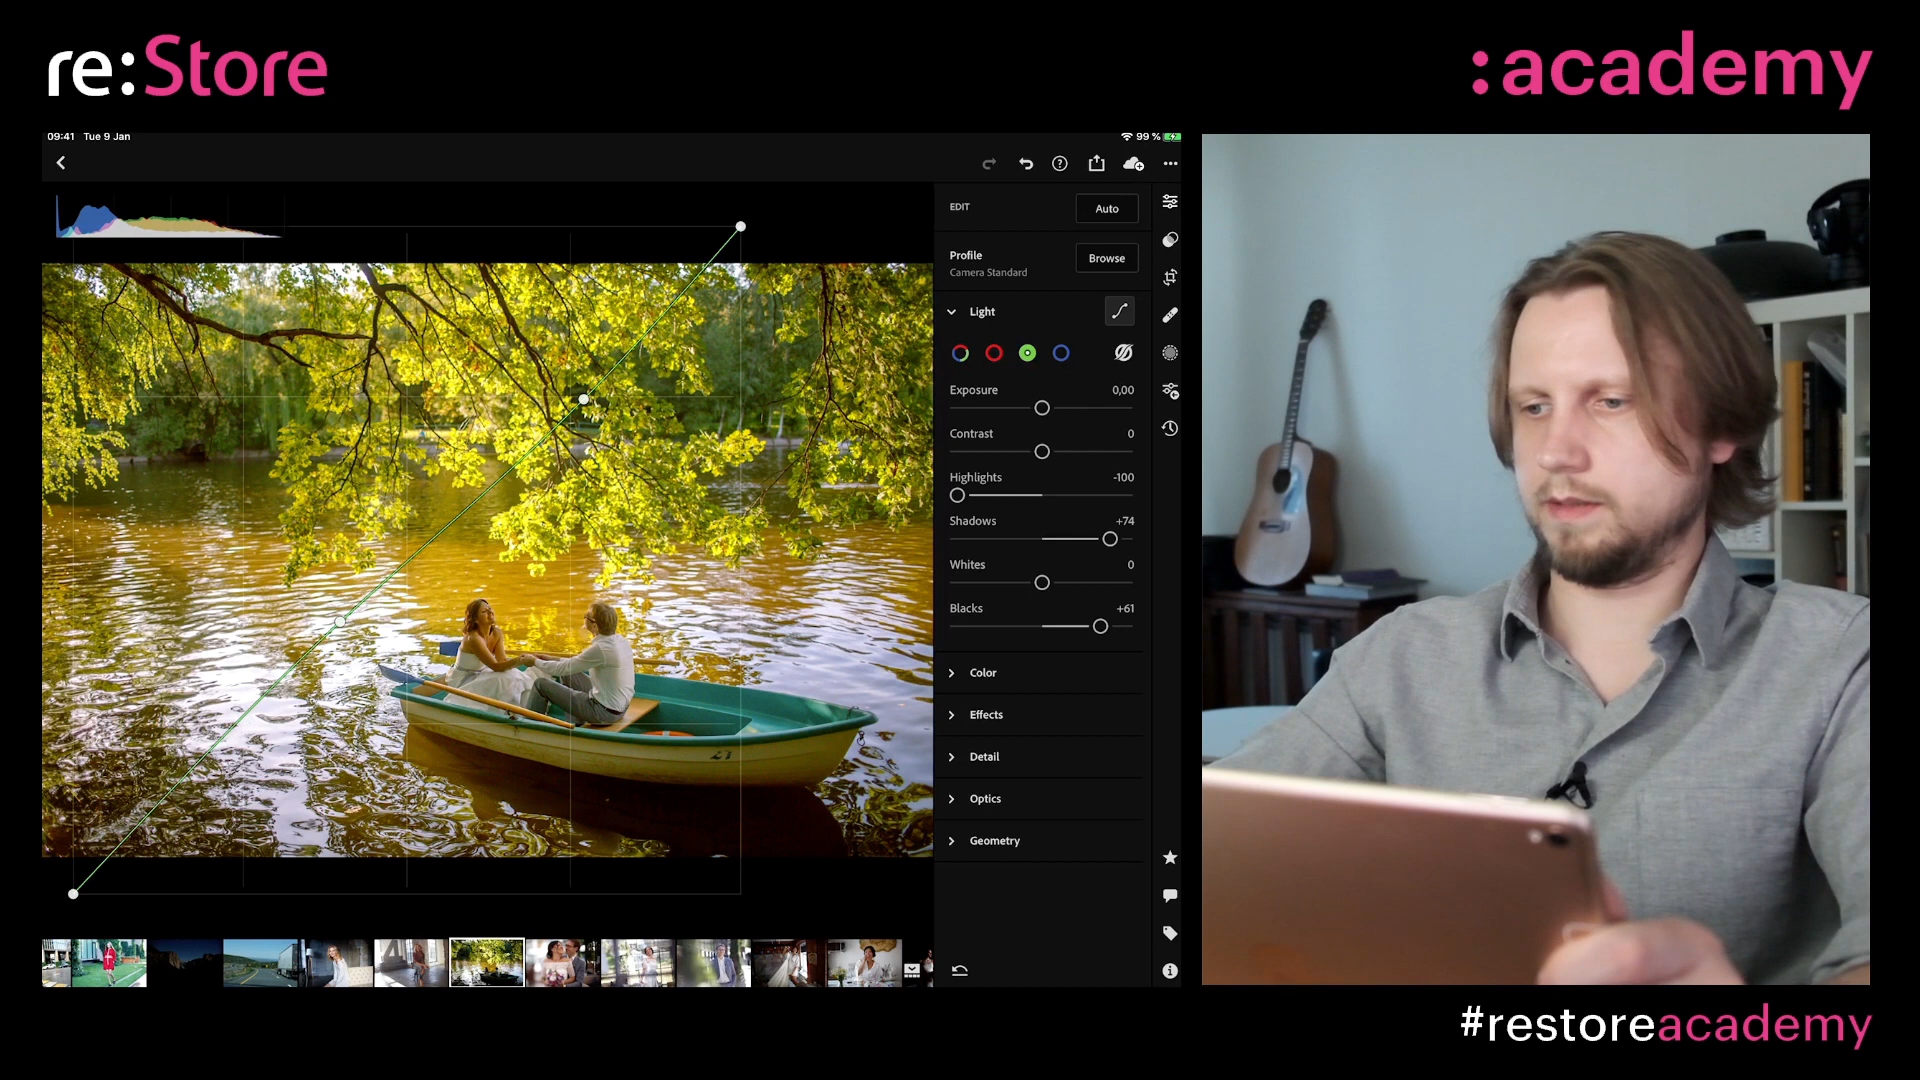 re:Store
:academy
09:41 Tue 9 Jan
99 %
EDIT
Auto
Profile
Camera Standard
Browse
Light
Exposure 0,00
Contrast 0
Highlights -100
Shadows +74
Whites 0
Blacks +61
Color
Effects
Detail
Optics
Geometry
#restoreacademy